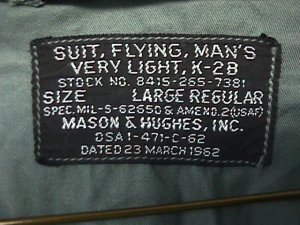 SUIT, FLYING, MAN'S
VERY LIGHT, K-2B
STOCK NO. 8415-265-7381
SIZE LARGE REGULAR
SPEC. MIL-S-6265D & AMEND.2 (USAF)
MASON & HUGHES, INC.
DSA 1-471-C-62
DATED 23 MARCH 1962